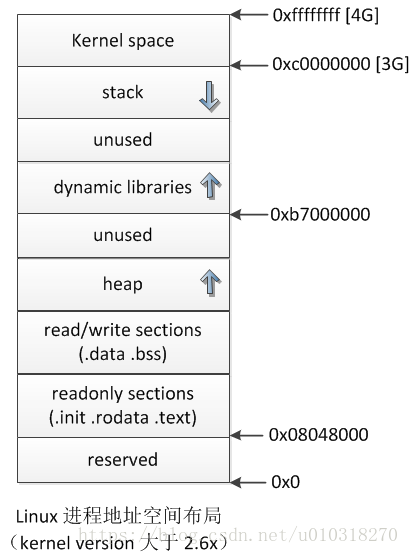 0xffffffff [4G]
Kernel space
0xc0000000 [3G]
stack
unused
dynamic libraries
0xb7000000
unused
heap
read/write sections
(.data .bss)
readonly sections
(.init .rodata .text)
0x08048000
reserved
0x0
Linux 进程地址空间布局
https://blog.csdn.net/u010318270
（kernel version 大于 2.6x）